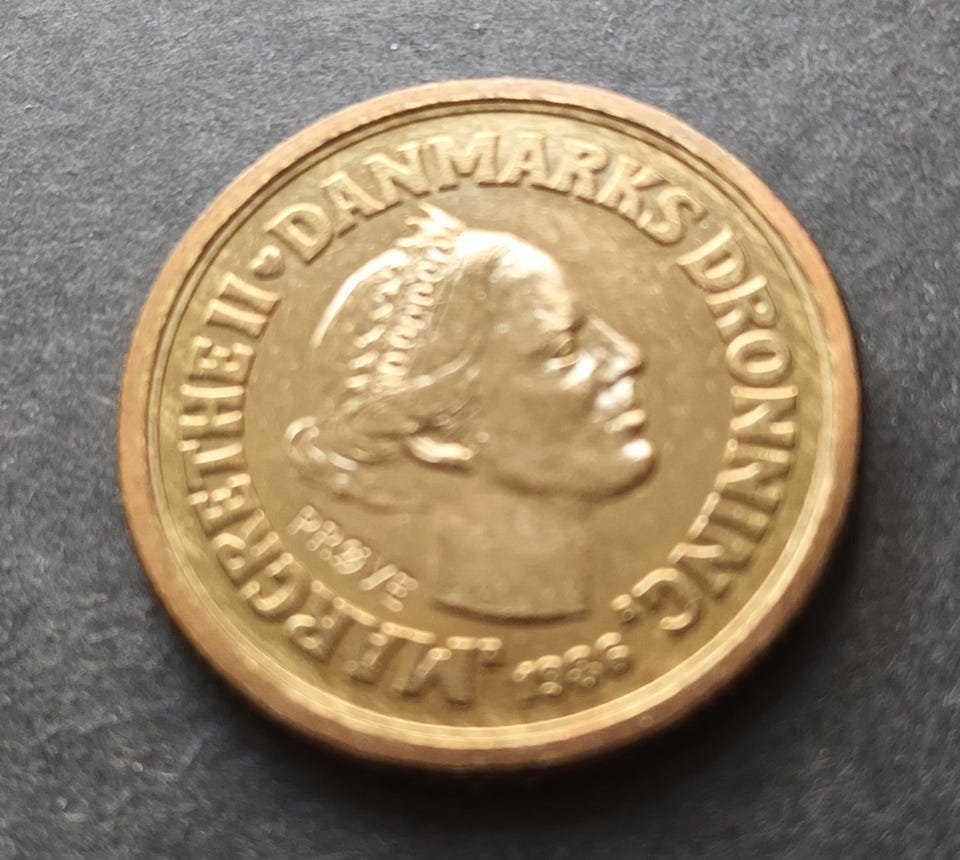 MARGRETHE II ♥ DANMARKS DRONNING.
1986
PRØVE